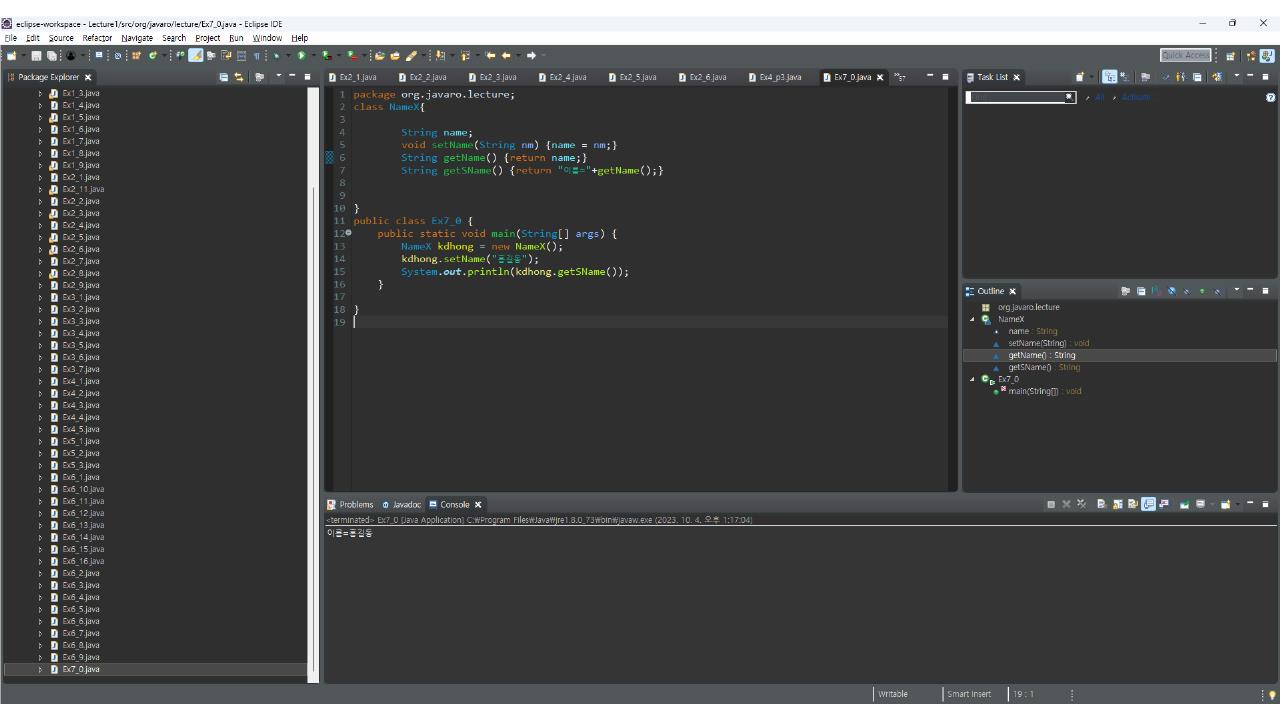 eclipse-workspace - Lecture1/src/org/javaro/lecture/Ex7_0.java - Eclipse IDE
File Edit Source Refactor Navigate Search Project Run Window Help
Quick Access
Package Explorer
Ex1_3.java
Ex1_4.java
Ex1_5.java
Ex1_6.java
Ex1_7.java
Ex1_8.java
Ex1_9.java
Ex2_1.java
Ex2_11.java
Ex2_2.java
Ex2_3.java
Ex2_4.java
Ex2_5.java
Ex2_6.java
Ex2_7.java
Ex2_8.java
Ex2_9.java
Ex3_1.java
Ex3_2.java
Ex3_3.java
Ex3_4.java
Ex3_5.java
Ex3_6.java
Ex3_7.java
Ex4_1.java
Ex4_2.java
Ex4_3.java
Ex4_4.java
Ex4_5.java
Ex5_1.java
Ex5_2.java
Ex5_3.java
Ex6_1.java
Ex6_10.java
Ex6_11.java
Ex6_12.java
Ex6_13.java
Ex6_14.java
Ex6_15.java
Ex6_16.java
Ex6_2.java
Ex6_3.java
Ex6_4.java
Ex6_5.java
Ex6_6.java
Ex6_7.java
Ex6_8.java
Ex6_9.java
Ex7_0.java
Ex2_1.java Ex2_2.java Ex2_3.java Ex2_4.java Ex2_5.java Ex2_6.java Ex4_p3.java Ex7_0.java
1 package org.javaro.lecture;
2 class NameX{
3
4 String name;
5 void setName(String nm) {name = nm;}
6 String getName() {return name;}
7 String getSName() {return "이름="+getName();}
8
9
10 }
11 public class Ex7_0 {
12 public static void main(String[] args) {
13 NameX kdhong = new NameX();
14 kdhong.setName("홍길동");
15 System.out.println(kdhong.getSName());
16 }
17
18 }
19
Task List
All Activate
Outline
org.javaro.lecture
NameX
name : String
setName(String) : void
getName() : String
getSName() : String
Ex7_0
main(String[]) : void
Problems Javadoc Console
<terminated> Ex7_0 [Java Application] C:₩Program Files₩Java₩jre1.8.0_73₩bin₩javaw.exe (2023. 10. 4. 오후 1:17:04)
이름=홍길동
Writable Smart Insert 19 : 1